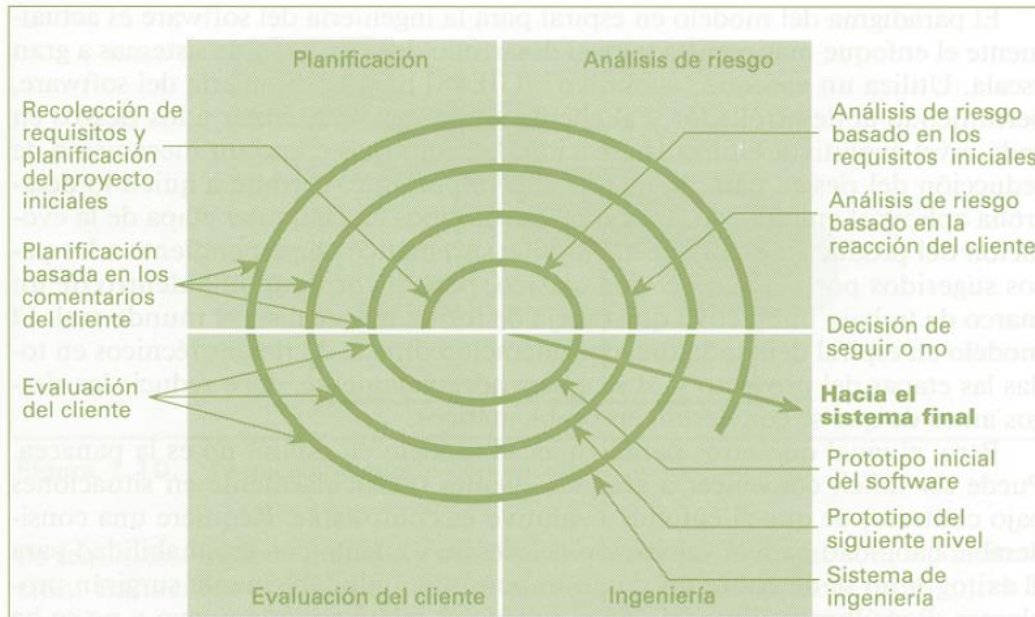 Planificación
Análisis de riesgo
Recolección de
requisitos y
planificación
del proyecto
iniciales
Planificación
basada en los
comentarios
del cliente
Evaluación
del cliente
Análisis de riesgo
basado en los
requisitos iniciales
Análisis de riesgo
basado en la
reacción del cliente
Decisión de
seguir o no
Hacia el
sistema final
Prototipo inicial
del software
Prototipo del
siguiente nivel
Sistema de
ingeniería
Evaluación del cliente
Ingeniería